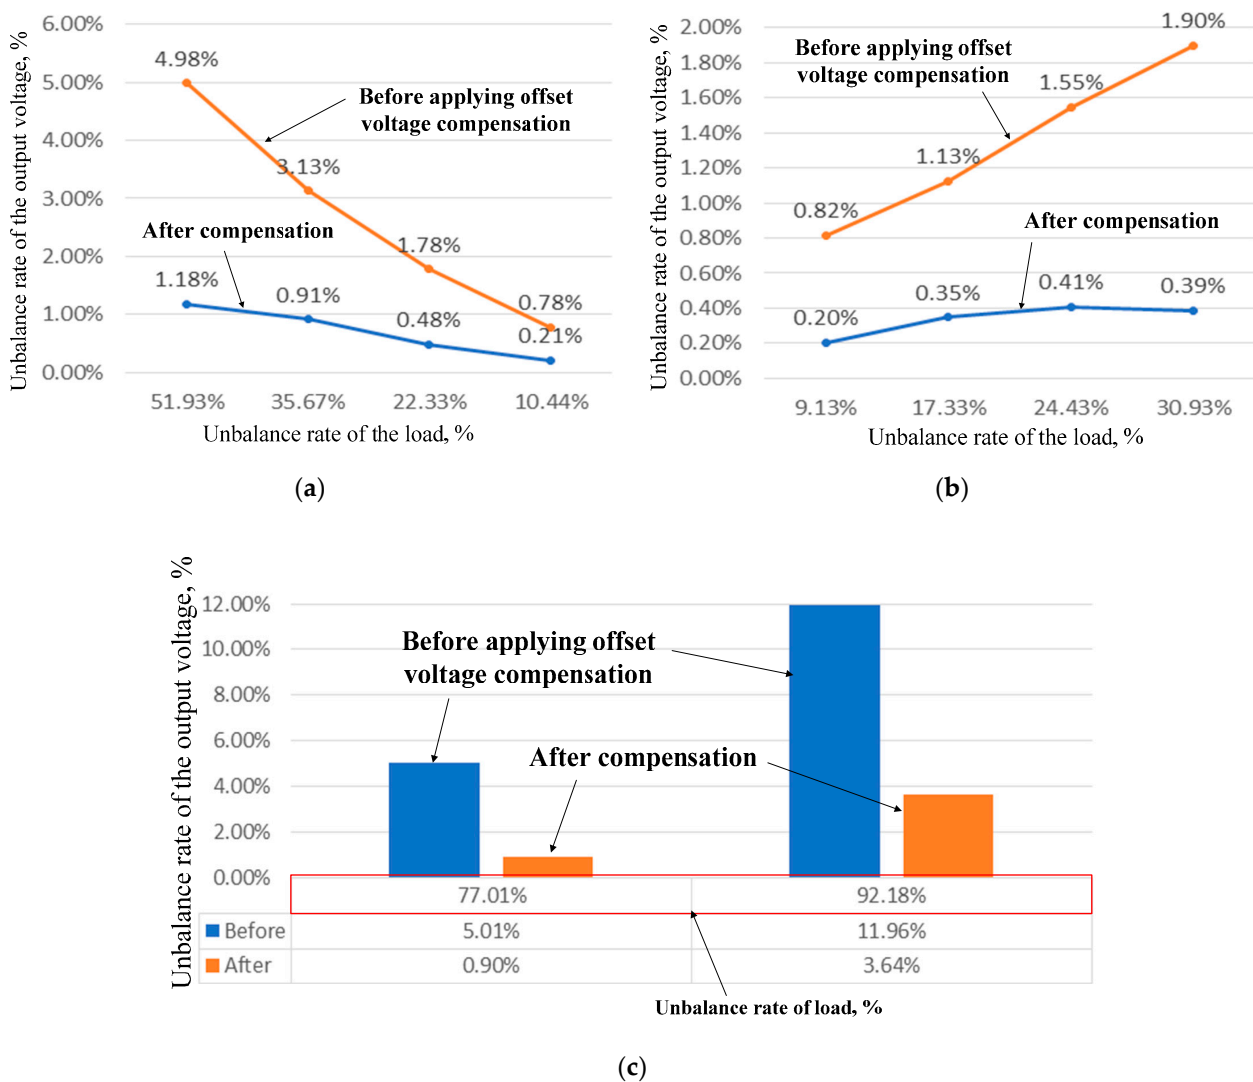 6.00%
5.00%
4.00%
3.00%
2.00%
1.00%
0.00%
Unbalance rate of the output voltage, %
4.98%
3.13%
1.78%
0.78%
Before applying offset
voltage compensation
After compensation
1.18%
0.91%
0.48%
0.21%
51.93%
35.67%
22.33%
10.44%
Unbalance rate of the load, %
(a)
2.00%
1.80%
1.60%
1.40%
1.20%
1.00%
0.80%
0.60%
0.40%
0.20%
0.00%
Unbalance rate of the output voltage, %
Before applying offset
voltage compensation
0.82%
1.13%
1.55%
1.90%
After compensation
0.20%
0.35%
0.41%
0.39%
9.13%
17.33%
24.43%
30.93%
Unbalance rate of the load, %
(b)
Unbalance rate of the output voltage, %
12.00%
10.00%
8.00%
6.00%
4.00%
2.00%
0.00%
Before applying offset
voltage compensation
After compensation
77.01% 92.18%
Before 5.01% 11.96%
After 0.90% 3.64%
Unbalance rate of load, %
(c)